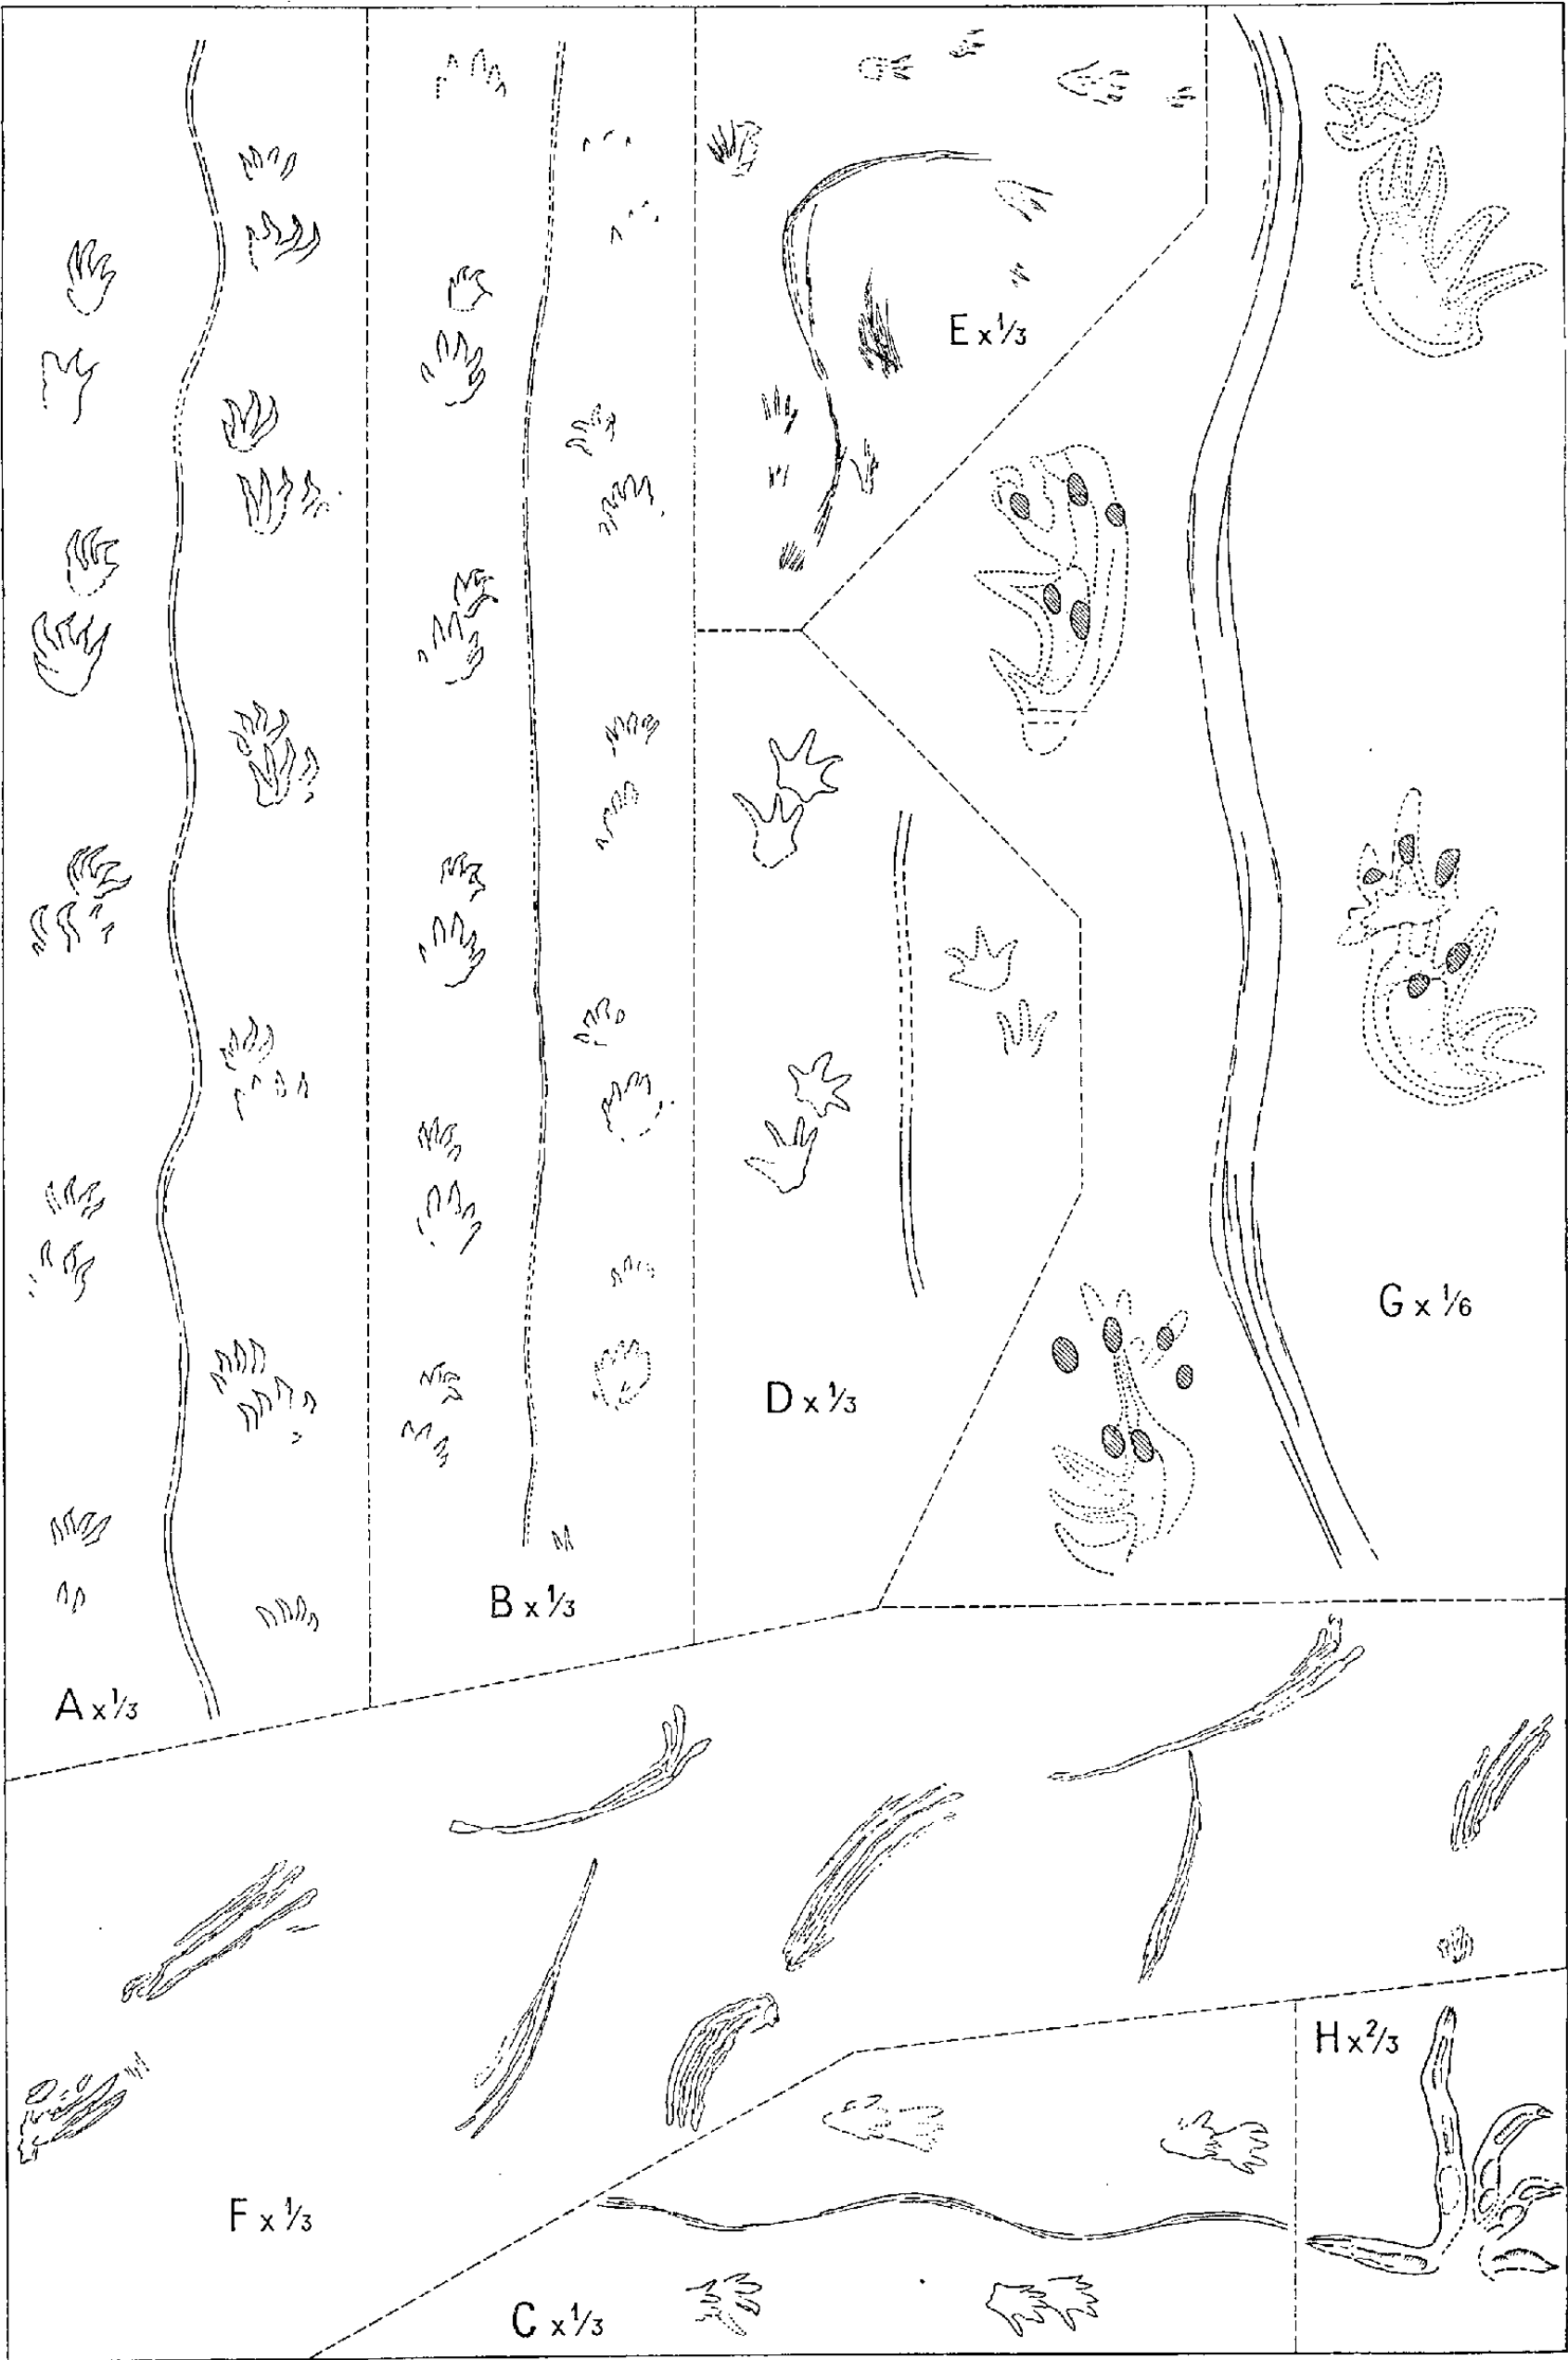 E x 1/3
G x 1/6
D x 1/3
B x 1/3
A x 1/3
H x 2/3
F x 1/3
C x 1/3